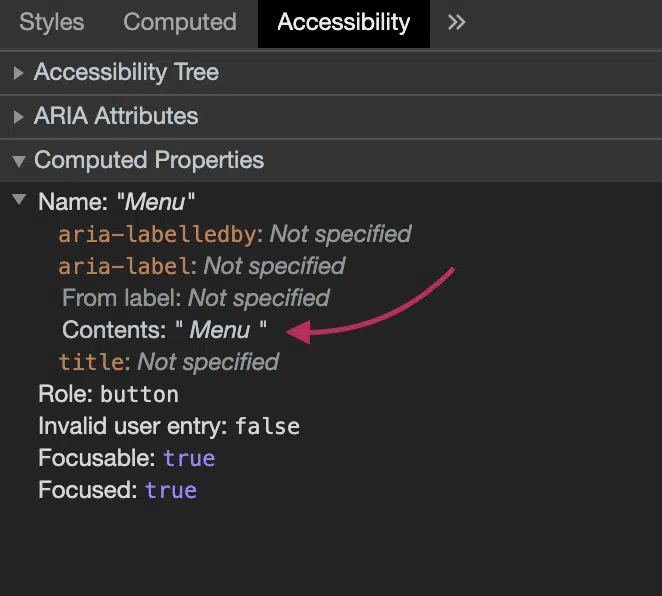 Styles Computed Accessibility »
Accessibility Tree
ARIA Attributes
Computed Properties
Name: "Menu"
aria-labelledby: Not specified
aria-label: Not specified
From label: Not specified
Contents: " Menu "
title: Not specified
Role: button
Invalid user entry: false
Focusable: true
Focused: true